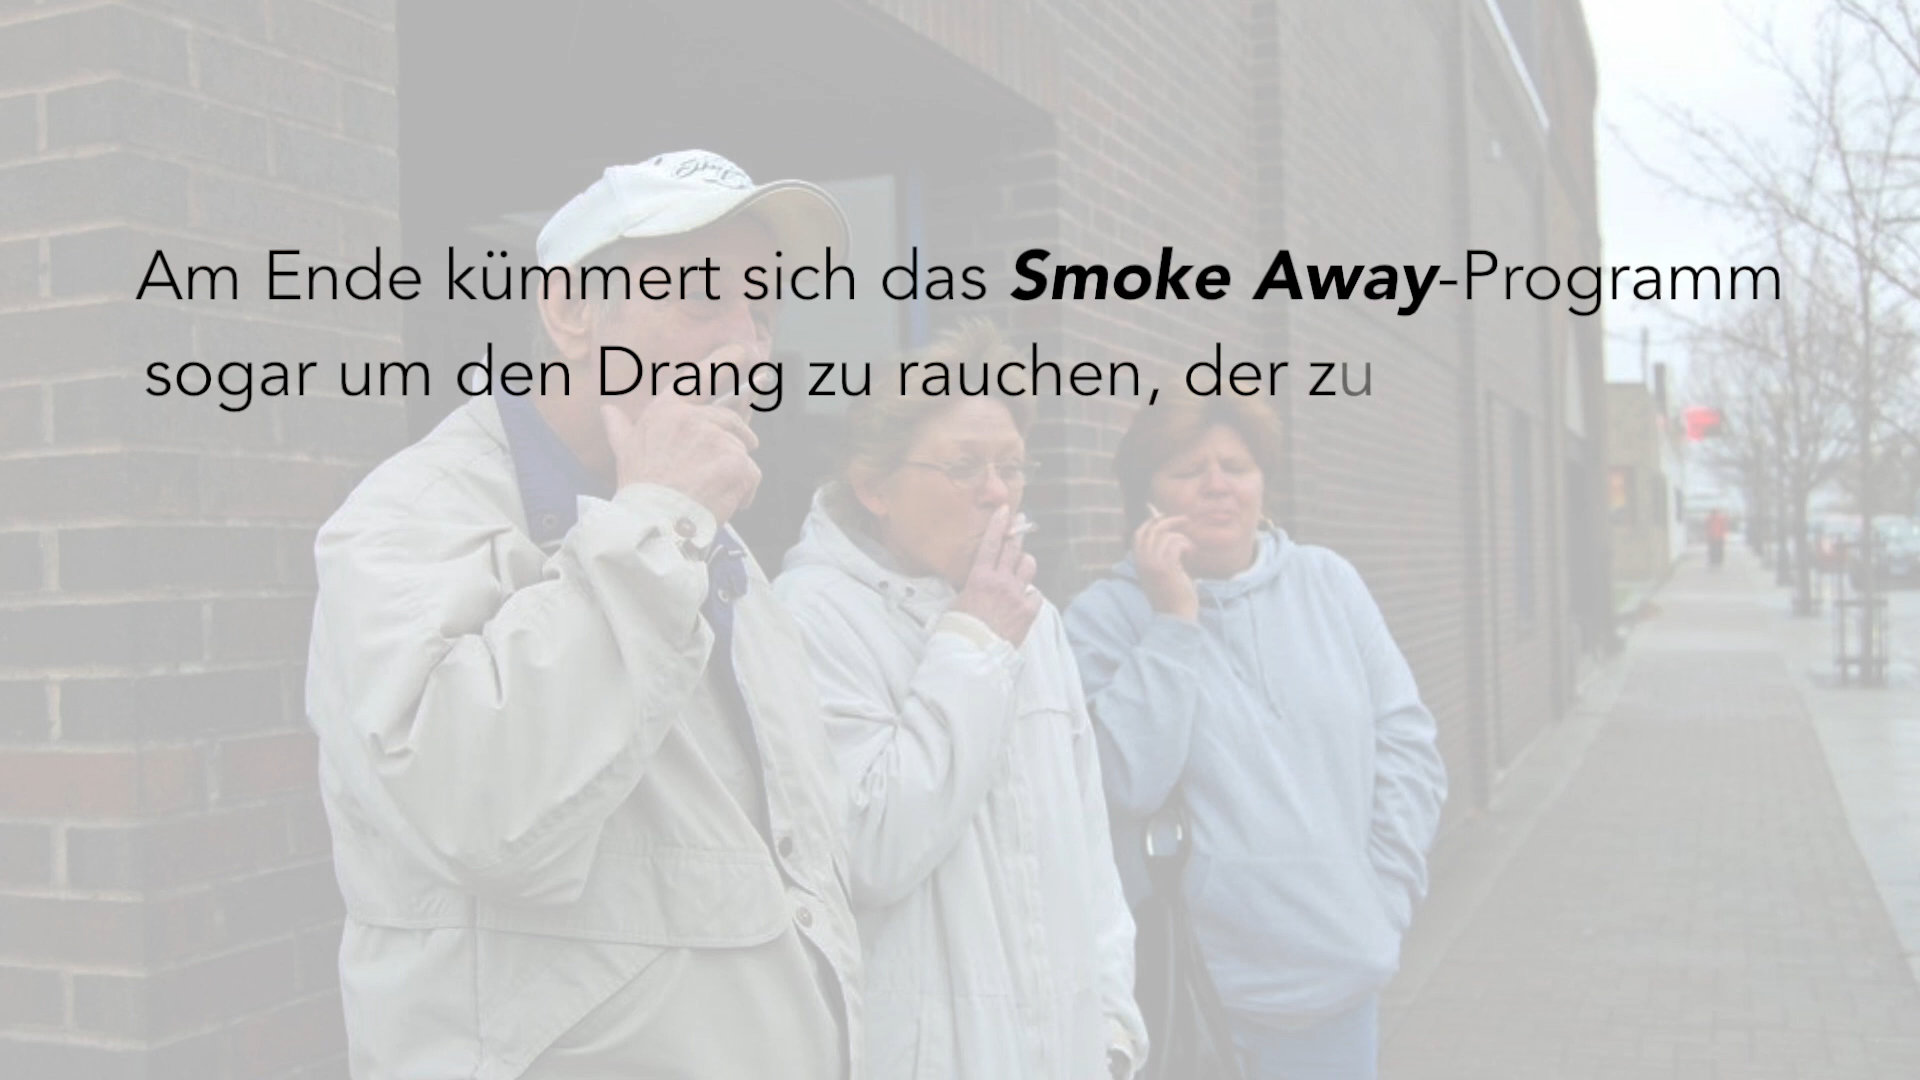 Am Ende kümmert sich das Smoke Away-Programm
sogar um den Drang zu rauchen, der zu